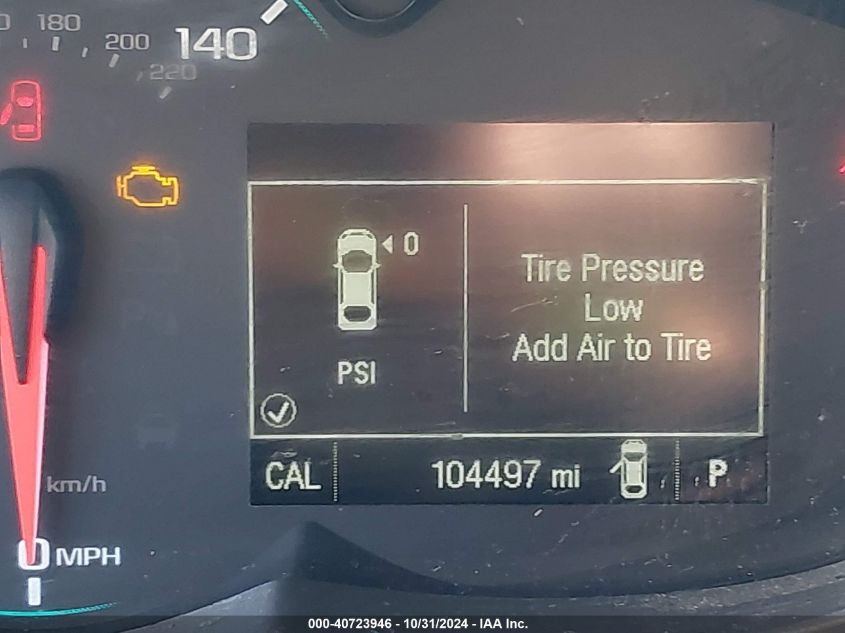 180
200
140
220
0
Tire Pressure
Low
Add Air to Tire
PSI
CAL
104497 mi
P
km/h
0 MPH
000-40723946 - 10/31/2024 - IAA Inc.